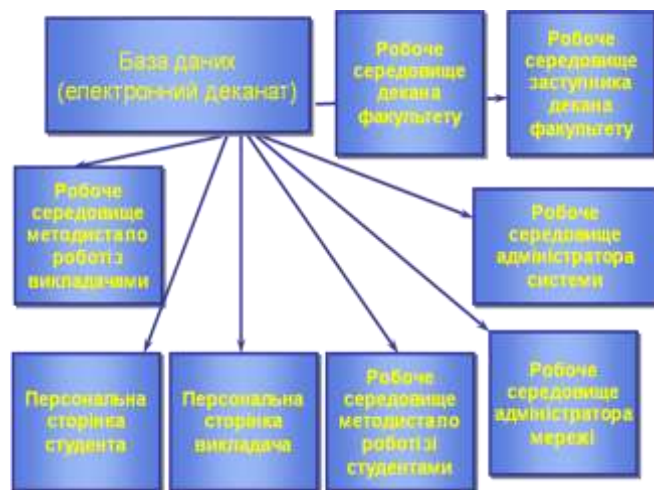 База даних
(електронний деканат)
Робоче
середовище
декана
факультету
Робоче
середовище
заступника
декана
факультету
Робоче
середовище
методиста по
роботі з
викладачами
Робоче
середовище
адміністратора
системи
Персональна
сторінка
студента
Персональна
сторінка
викладача
Робоче
середовище
методиста по
роботі зі
студентами
Робоче
середовище
адміністратора
мережі